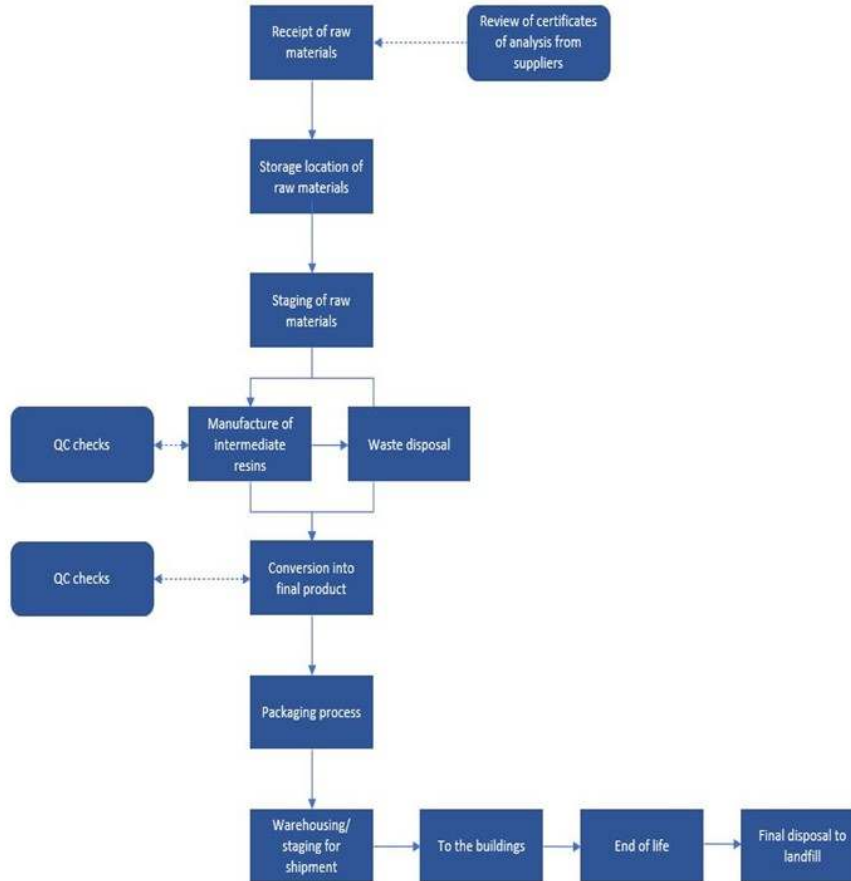 Receipt of raw
materials
Review of certificates
of analysis from
suppliers
Storage location of
raw materials
Staging of raw
materials
QC checks
Manufacture of
intermediate
resins
Waste disposal
QC checks
Conversion into
final product
Packaging process
Warehousing/
staging for
shipment
To the buildings
End of life
Final disposal to
landfill